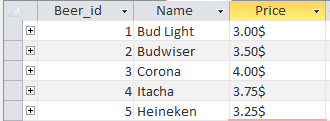 Beer_id Name Price
1 Bud Light 3.00$
2 Budwiser 3.50$
3 Corona 4.00$
4 Itacha 3.75$
5 Heineken 3.25$